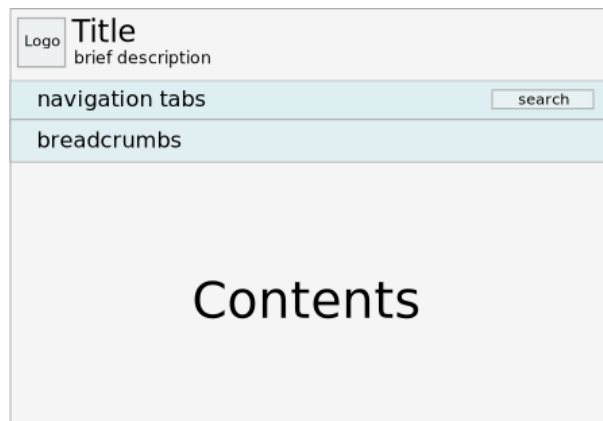 Logo
Title
brief description
navigation tabs
search
breadcrumbs
Contents